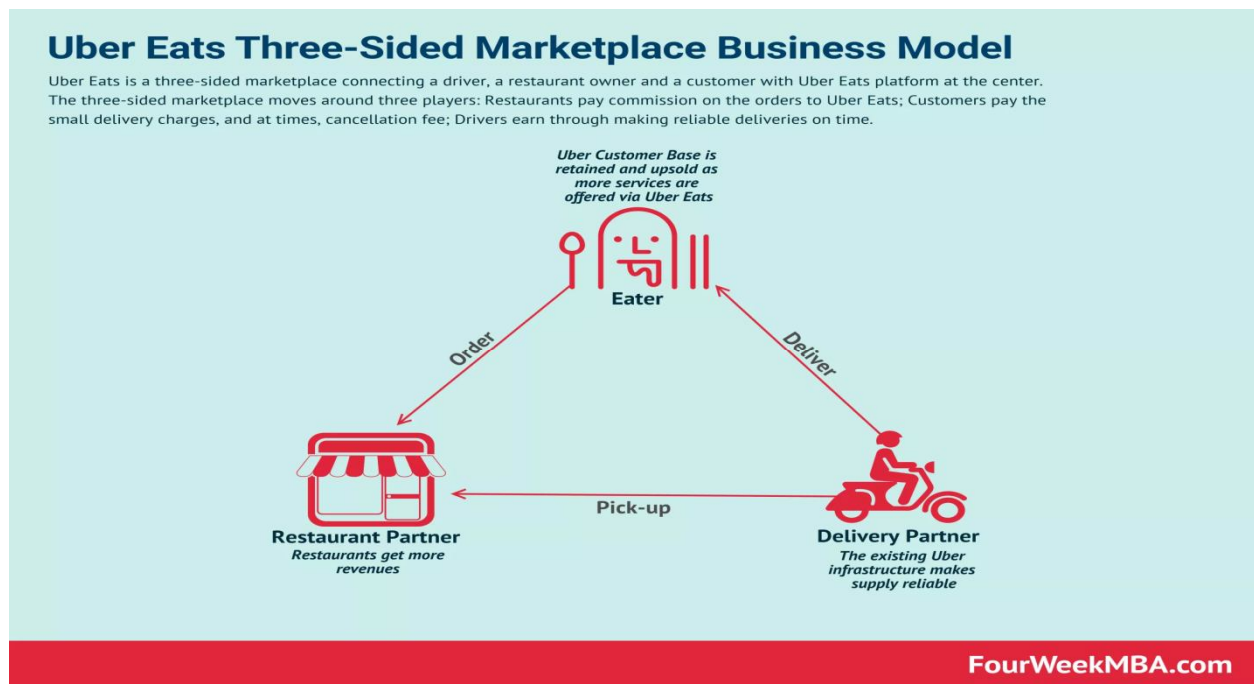 Uber Eats Three-Sided Marketplace Business Model
Uber Eats is a three-sided marketplace connecting a driver, a restaurant owner and a customer with Uber Eats platform at the center.
The three-sided marketplace moves around three players: Restaurants pay commission on the orders to Uber Eats; Customers pay the
small delivery charges, and at times, cancellation fee; Drivers earn through making reliable deliveries on time.
Uber Customer Base is
retained and upsold as
more services are
offered via Uber Eats
Eater
Order
Deliver
Pick-up
Restaurant Partner
Restaurants get more
revenues
Delivery Partner
The existing Uber
infrastructure makes
supply reliable
FourWeekMBA.com